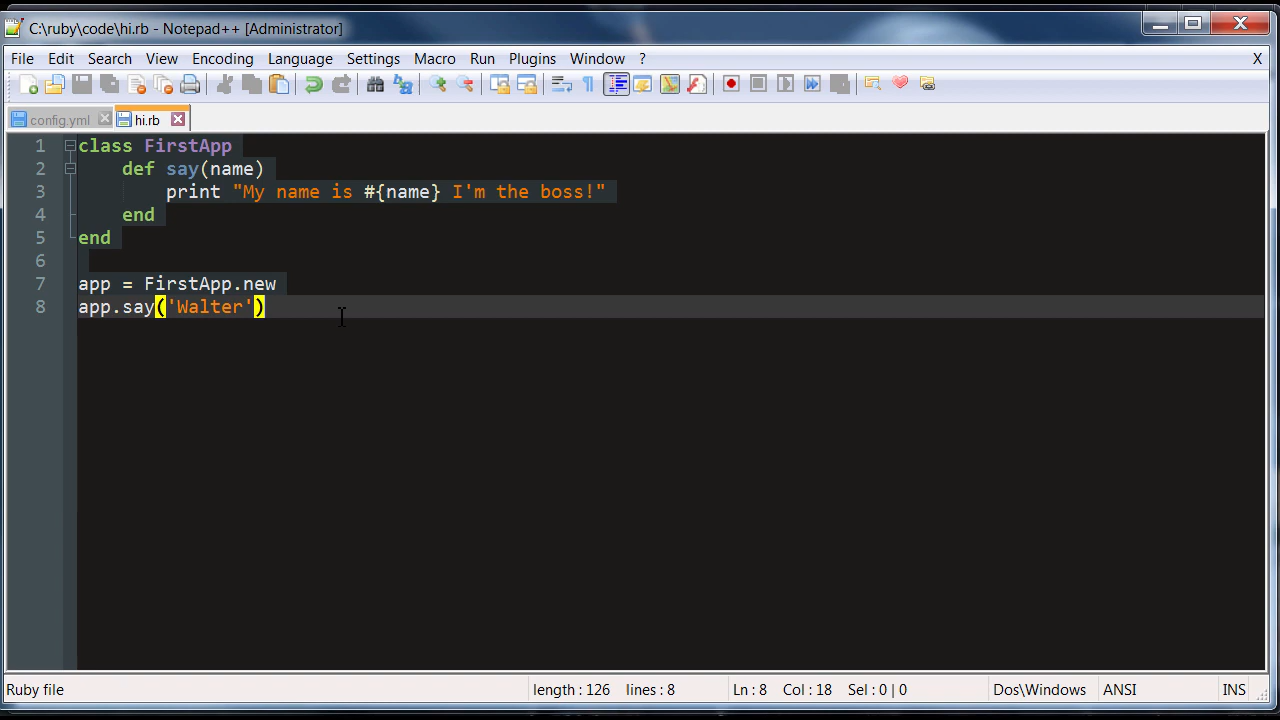 C:\ruby\code\hi.rb - Notepad++ [Administrator]
File Edit Search View Encoding Language Settings Macro Run Plugins Window ? X
config.yml hi.rb
1 class FirstApp
2 def say(name)
3 print "My name is #{name} I'm the boss!"
4 end
5 end
6
7 app = FirstApp.new
8 app.say('Walter')
Ruby file length : 126 lines : 8 Ln : 8 Col : 18 Sel : 0 | 0 Dos\Windows ANSI INS